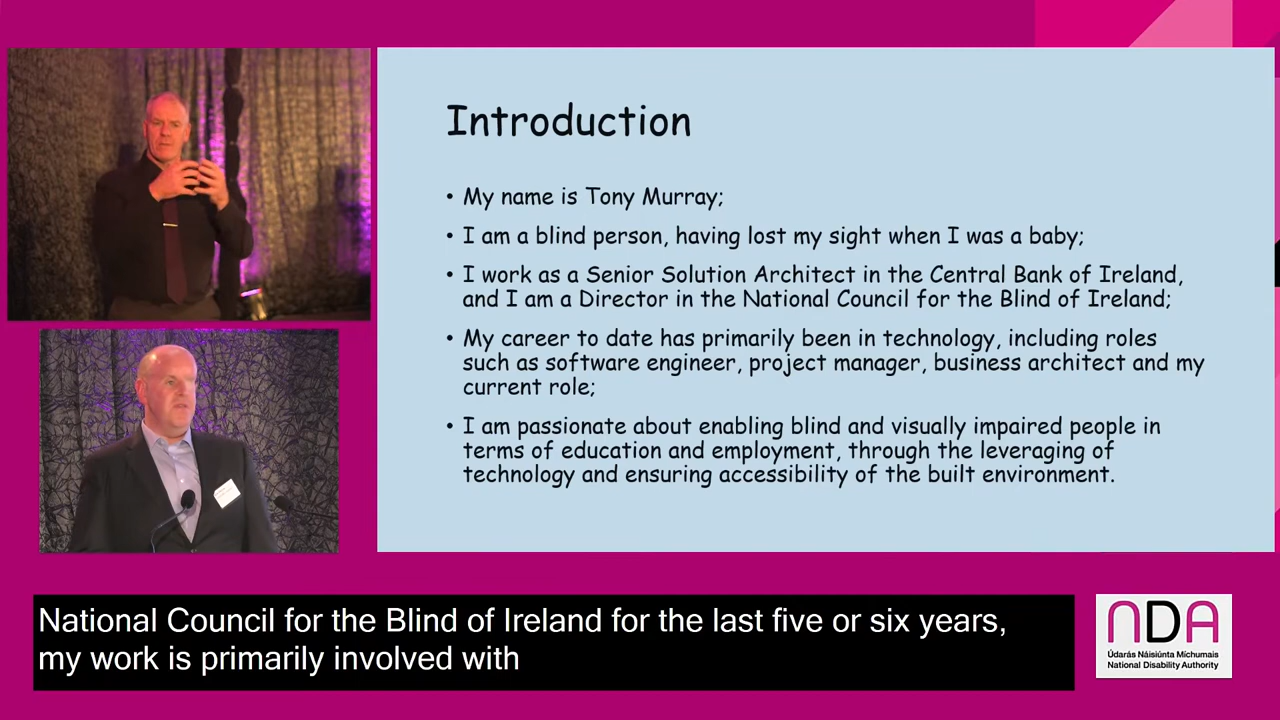 Introduction
• My name is Tony Murray;
• I am a blind person, having lost my sight when I was a baby;
• I work as a Senior Solution Architect in the Central Bank of Ireland,
and I am a Director in the National Council for the Blind of Ireland;
• My career to date has primarily been in technology, including roles
such as software engineer, project manager, business architect and my
current role;
• I am passionate about enabling blind and visually impaired people in
terms of education and employment, through the leveraging of
technology and ensuring accessibility of the built environment.
National Council for the Blind of Ireland for the last five or six years,
my work is primarily involved with
NDA
Údarás Náisiúnta Míchumais
National Disability Authority